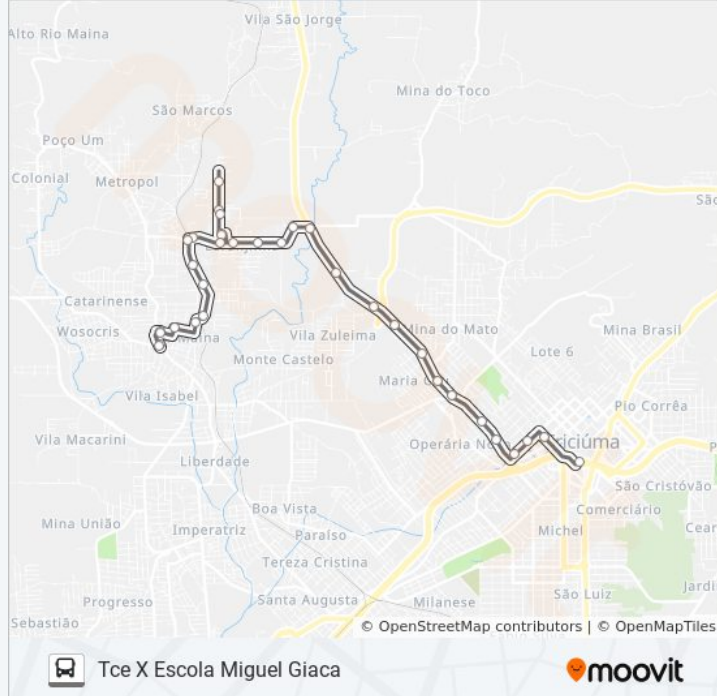 Vila São Jorge
Alto Rio Maina
Mina do Toco
São Marcos
Poço Um
Colonial
Metropol
Catarinense
Wosocris
Vila Zuleima
Mina do Mato
Mina Brasil
Monte Castelo
Lote 6
Maria
Vila Isabel
Pio Corrêa
Vila Macarini
Operária Nova
Criciúma
Liberdade
São Cristóvão
Boa Vista
Comerciário
Mina União
Imperatriz
Paraíso
Michel
Tereza Cristina
Progresso
São Luiz
Santa Augusta
Milanese
Sebastião
© OpenStreetMap contributors | © OpenMapTiles
Tce X Escola Miguel Giaca
moovit